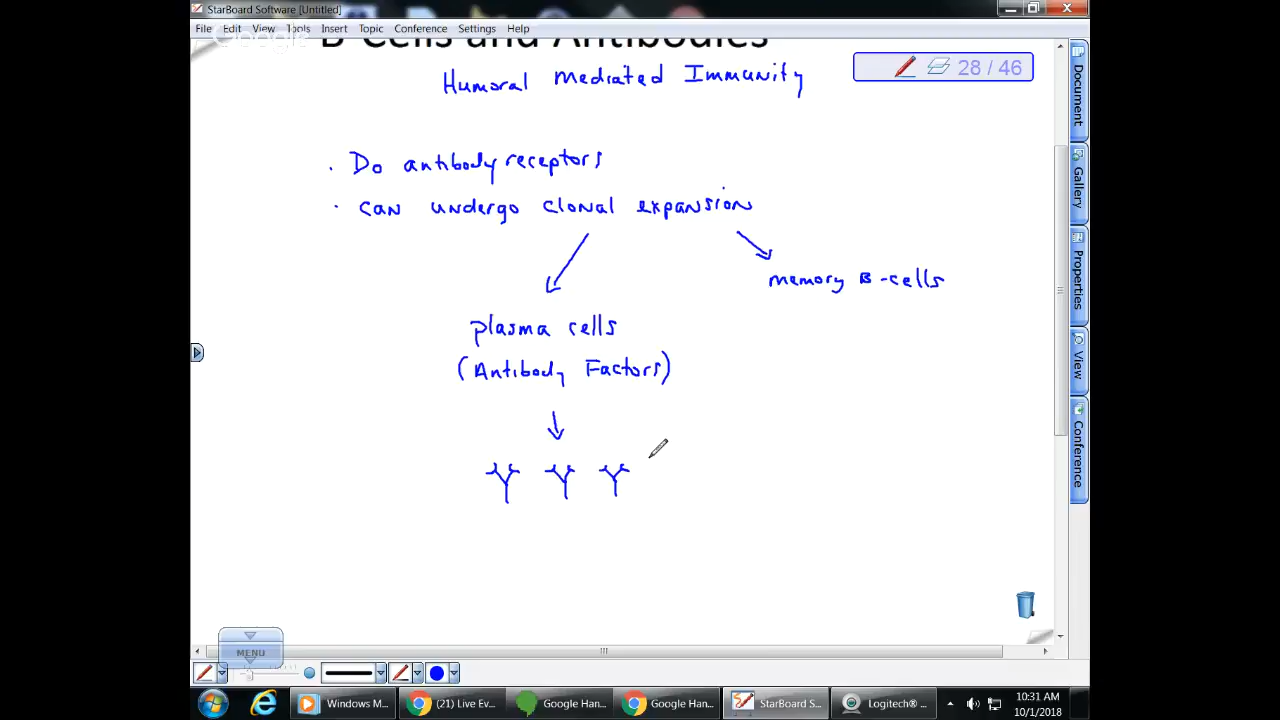 StarBoard Software [Untitled]
File Edit View Tools Insert Topic Conference Settings Help
Google
B-Cells and Antibodies
28 / 46
Humoral Mediated Immunity
· Do antibody receptors
· can undergo clonal expansion
memory B-cells
plasma cells
(Antibody Factors)
Document
Gallery
Properties
View
Conference
MENU
Windows M...
(21) Live Ev...
Google Han...
Google Han...
StarBoard S...
Logitech® ...
10:31 AM
10/1/2018